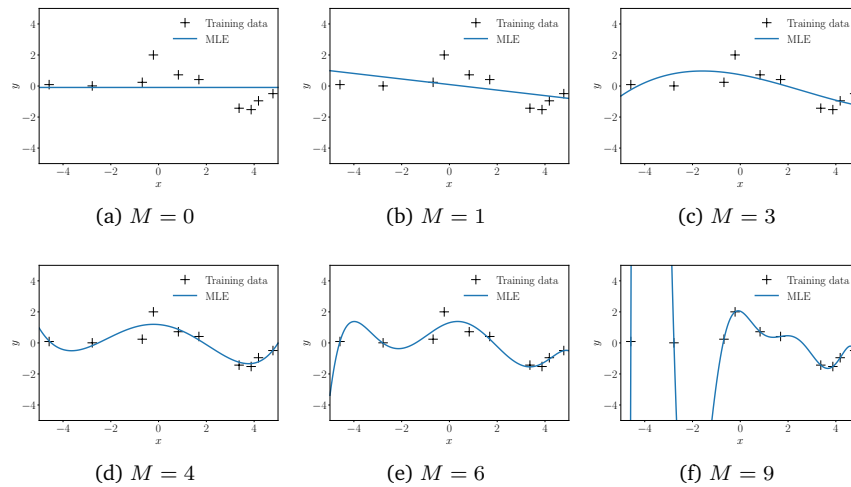 4
2
0
−2
−4
y
Training data
MLE
−4 −2 0 2 4
x
(a) M = 0
4
2
0
−2
−4
y
Training data
MLE
−4 −2 0 2 4
x
(b) M = 1
4
2
0
−2
−4
y
Training data
MLE
−4 −2 0 2 4
x
(c) M = 3
4
2
0
−2
−4
y
Training data
MLE
−4 −2 0 2 4
x
(d) M = 4
4
2
0
−2
−4
y
Training data
MLE
−4 −2 0 2 4
x
(e) M = 6
4
2
0
−2
−4
y
Training data
MLE
−4 −2 0 2 4
x
(f) M = 9